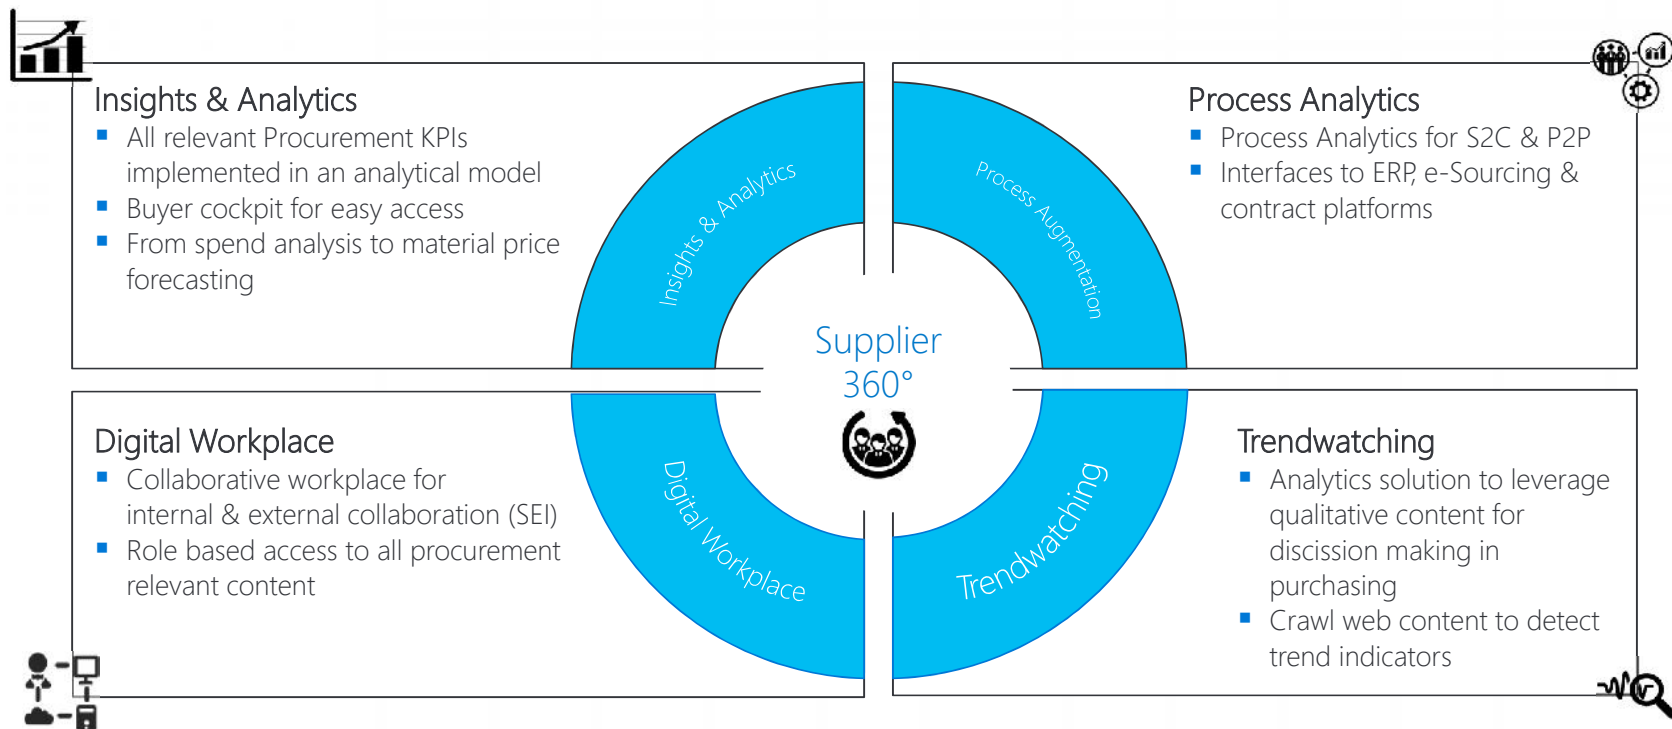 Insights & Analytics
All relevant Procurement KPIs
implemented in an analytical model
Buyer cockpit for easy access
From spend analysis to material price
forecasting
Process Analytics
Process Analytics for S2C & P2P
Interfaces to ERP, e-Sourcing &
contract platforms
Insights & Analytics
Process Augmentation
Supplier
360°
Digital Workplace
Collaborative workplace for
internal & external collaboration (SEI)
Role based access to all procurement
relevant content
Digital Workplace
Trendwatching
Trendwatching
Analytics solution to leverage
qualitative content for
discission making in
purchasing
Crawl web content to detect
trend indicators